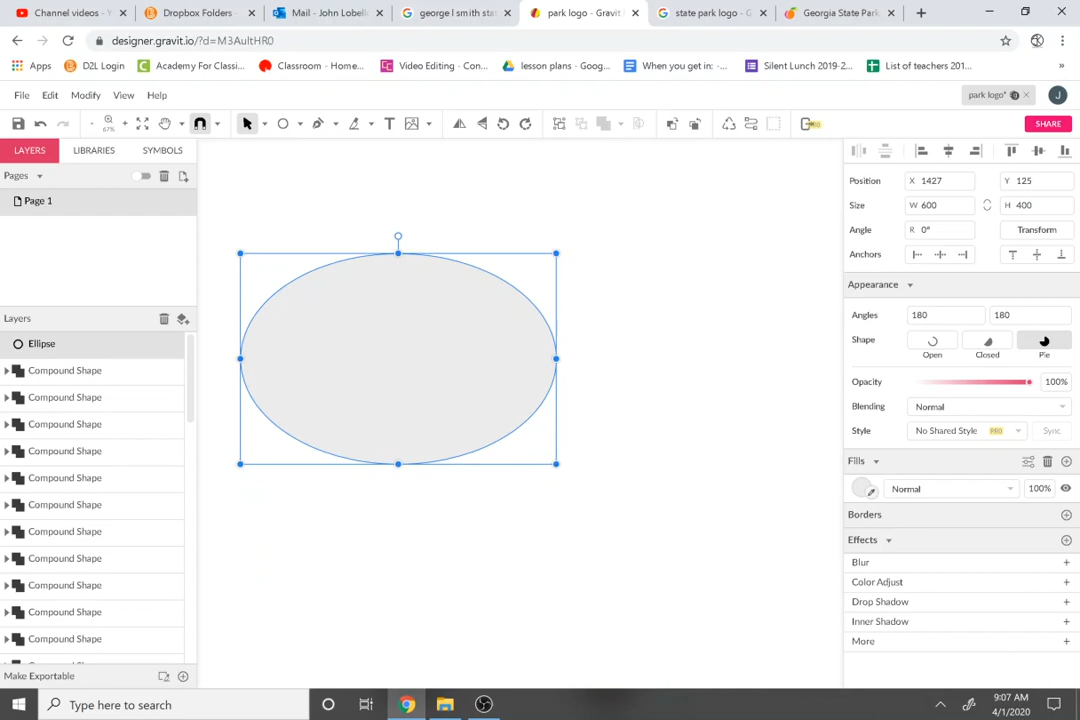 Channel videos - Y
Dropbox Folders -
Mail - John Lobell
george l smith sta
park logo - Gravit
state park logo - G
Georgia State Park
designer.gravit.io/?d=M3AultHR0
Apps
D2L Login
Academy For Classi...
Classroom - Home...
Video Editing - Con...
lesson plans - Goog...
When you get in: -...
Silent Lunch 2019-...
List of teachers 201...
»
File
Edit
Modify
View
Help
park logo*
J
67%
PRO
SHARE
LAYERS
LIBRARIES
SYMBOLS
Pages
Page 1
Layers
Ellipse
Compound Shape
Compound Shape
Compound Shape
Compound Shape
Compound Shape
Compound Shape
Compound Shape
Compound Shape
Compound Shape
Compound Shape
Compound Shape
Make Exportable
Position
X 1427
Y 125
Size
W 600
H 400
Angle
R 0°
Transform
Anchors
Appearance
Angles
180
180
Shape
Open
Closed
Pie
Opacity
100%
Blending
Normal
Style
No Shared Style
PRO
Sync
Fills
Normal
100%
Borders
Effects
Blur
Color Adjust
Drop Shadow
Inner Shadow
More
Type here to search
9:07 AM
4/1/2020